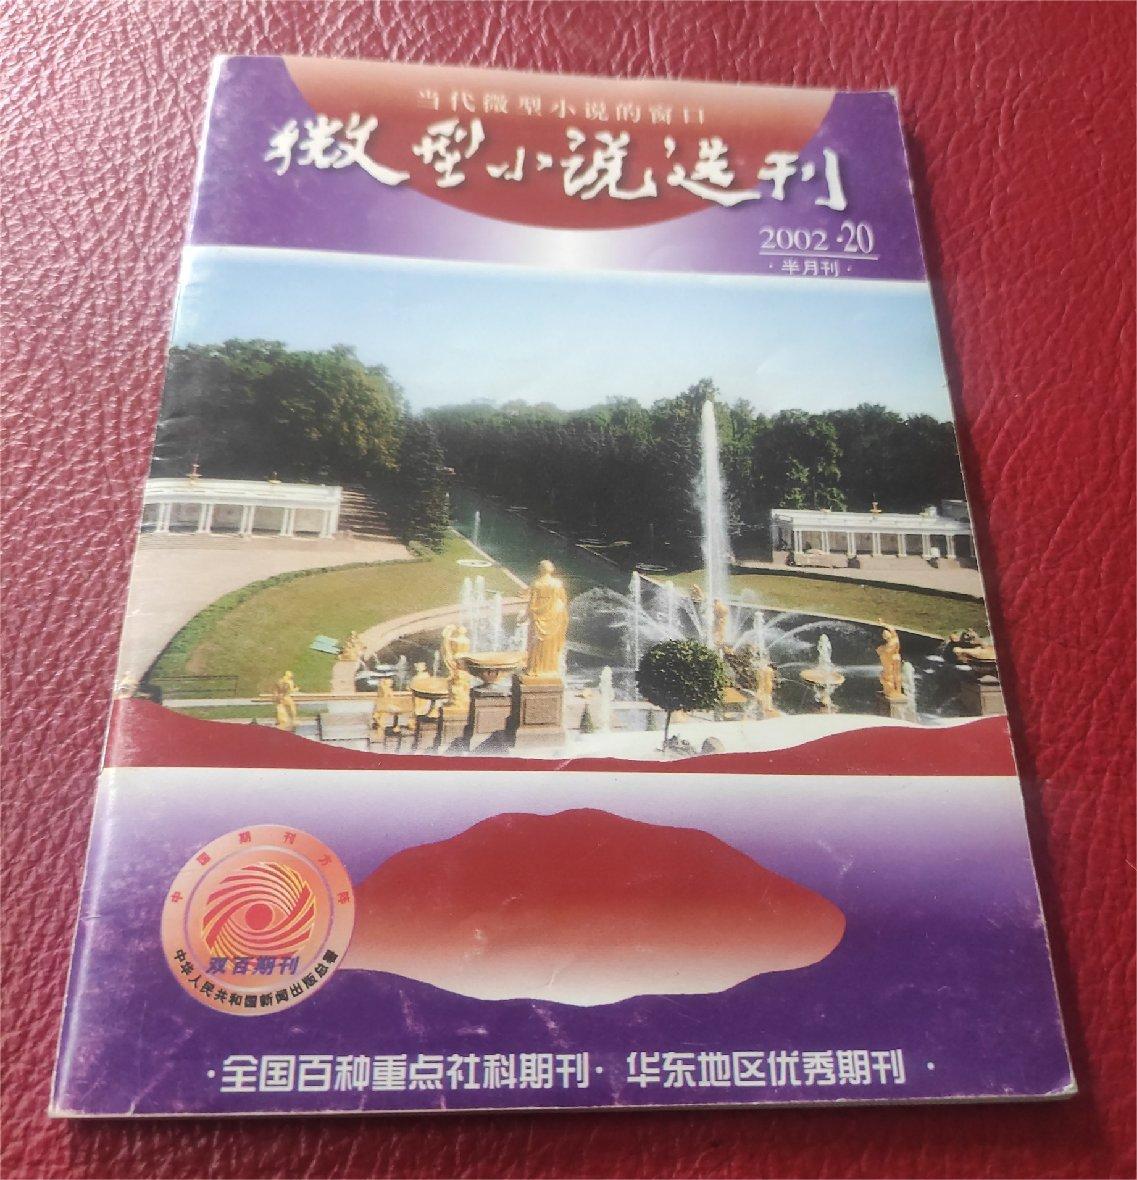 当代微型小说的窗口
微型小说选刊
2002·20
·半月刊·
中国期刊方阵
双百期刊
中华人民共和国新闻出版总署
·全国百种重点社科期刊·华东地区优秀期刊·